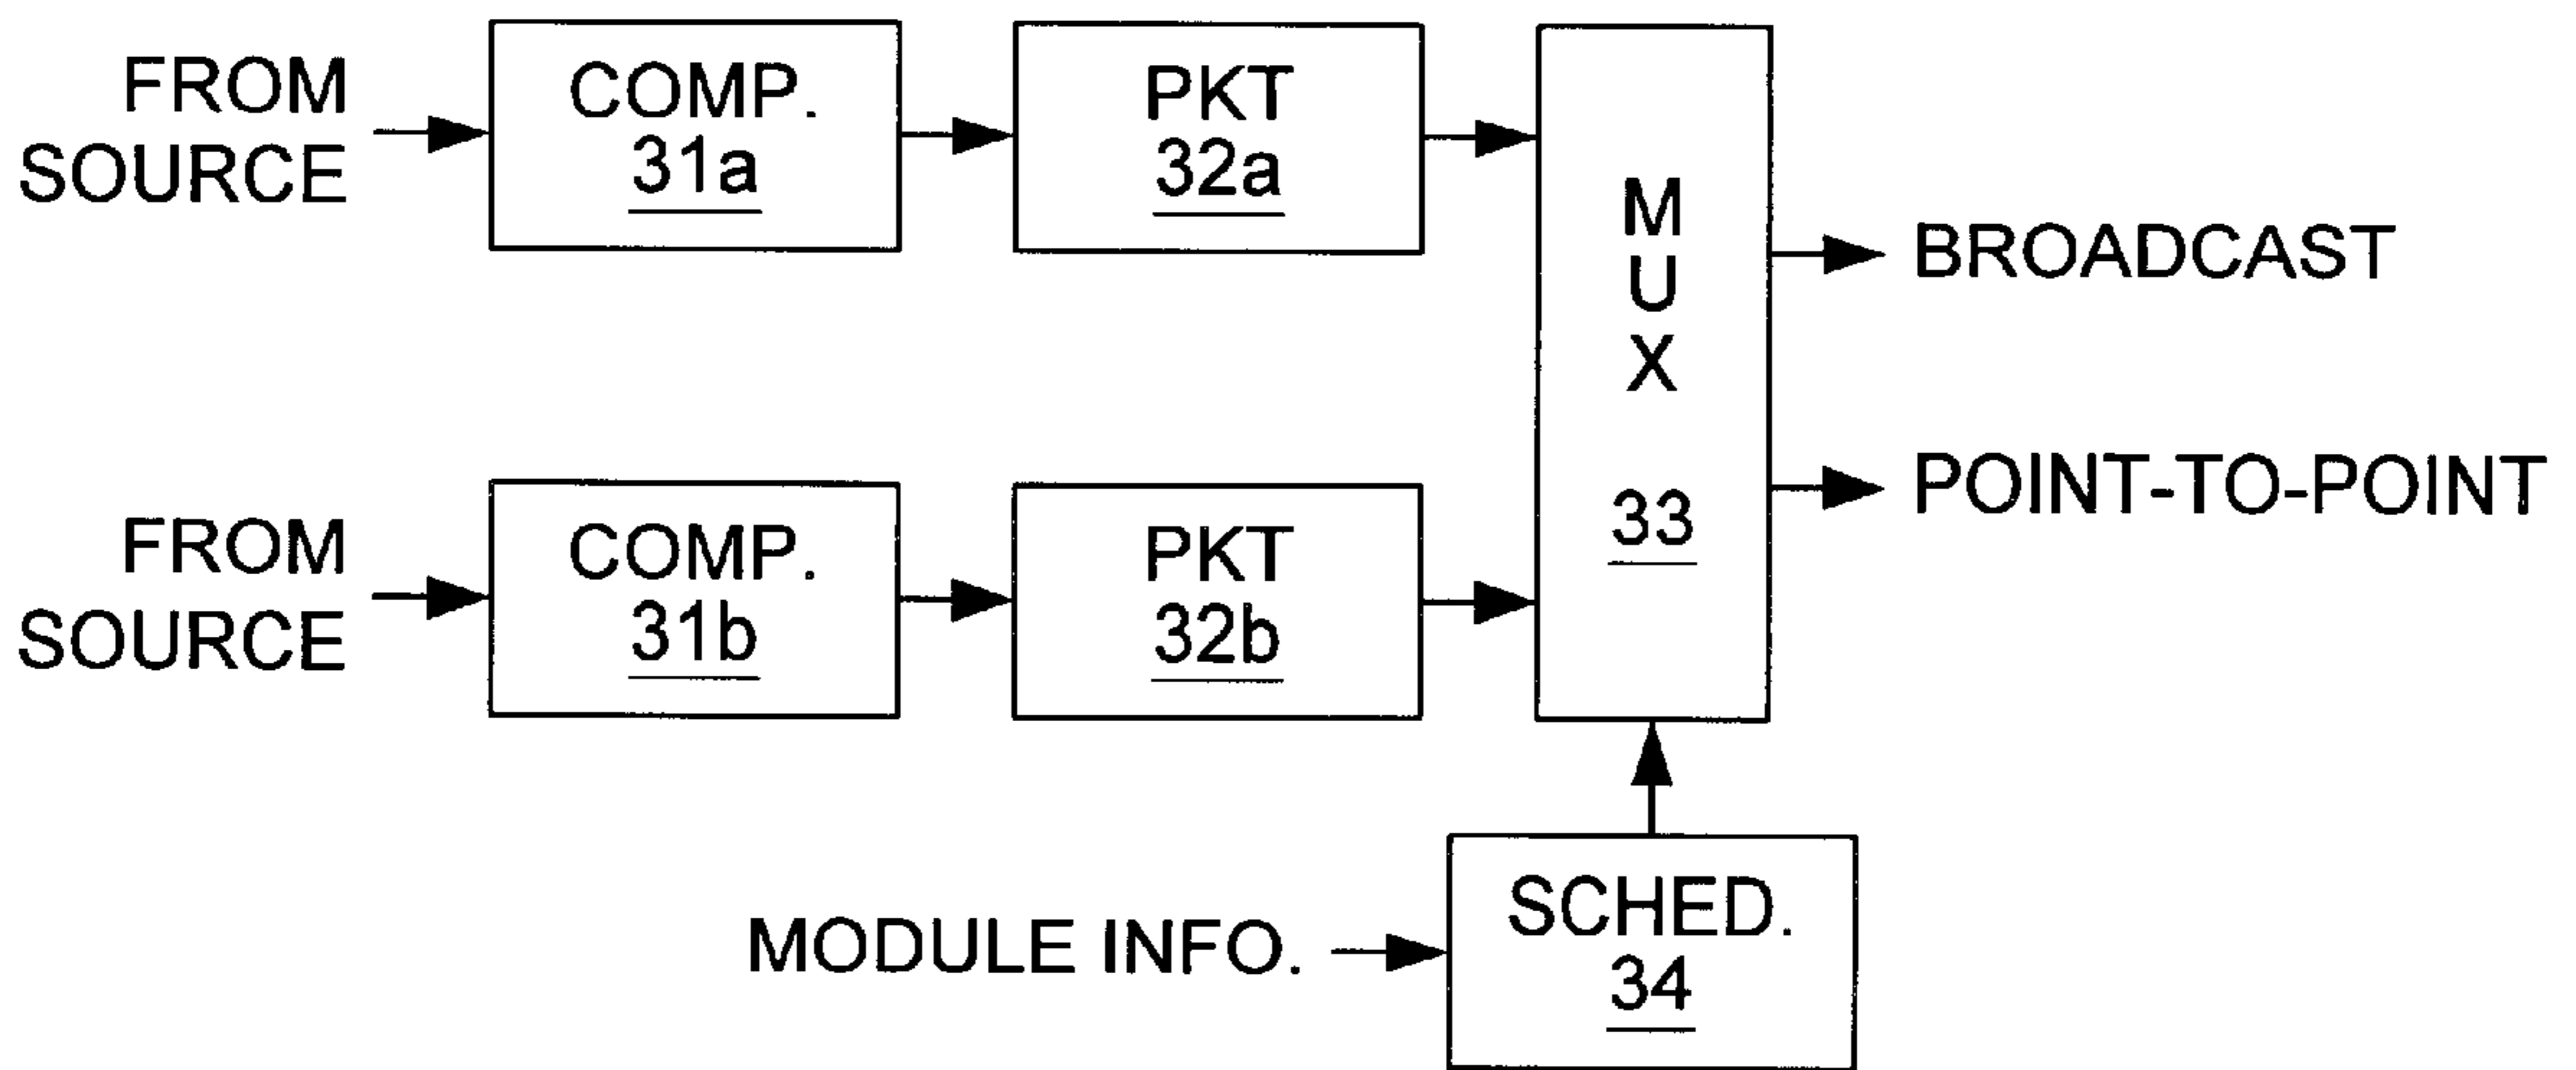 FROM
SOURCE
COMP.
31a
PKT
32a
M
U
X
33
BROADCAST
POINT-TO-POINT
FROM
SOURCE
COMP.
31b
PKT
32b
MODULE INFO.
SCHED.
34